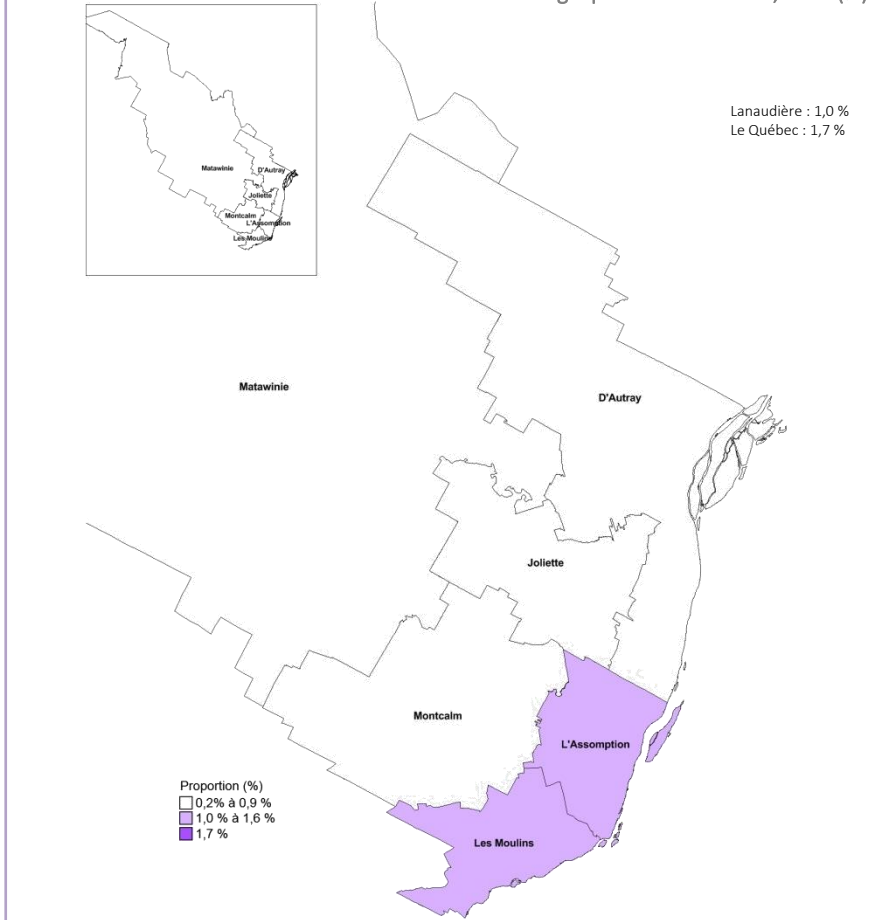 Lanaudière : 1,0 %
Le Québec : 1,7 %
Matawinie
D'Autray
Joliette
Montcalm
L'Assomption
Les Moulins
Matawinie
D'Autray
Joliette
Montcalm
L'Assomption
Les Moulins
Proportion (%)
0,2% à 0,9 %
1,0 % à 1,6 %
1,7 %